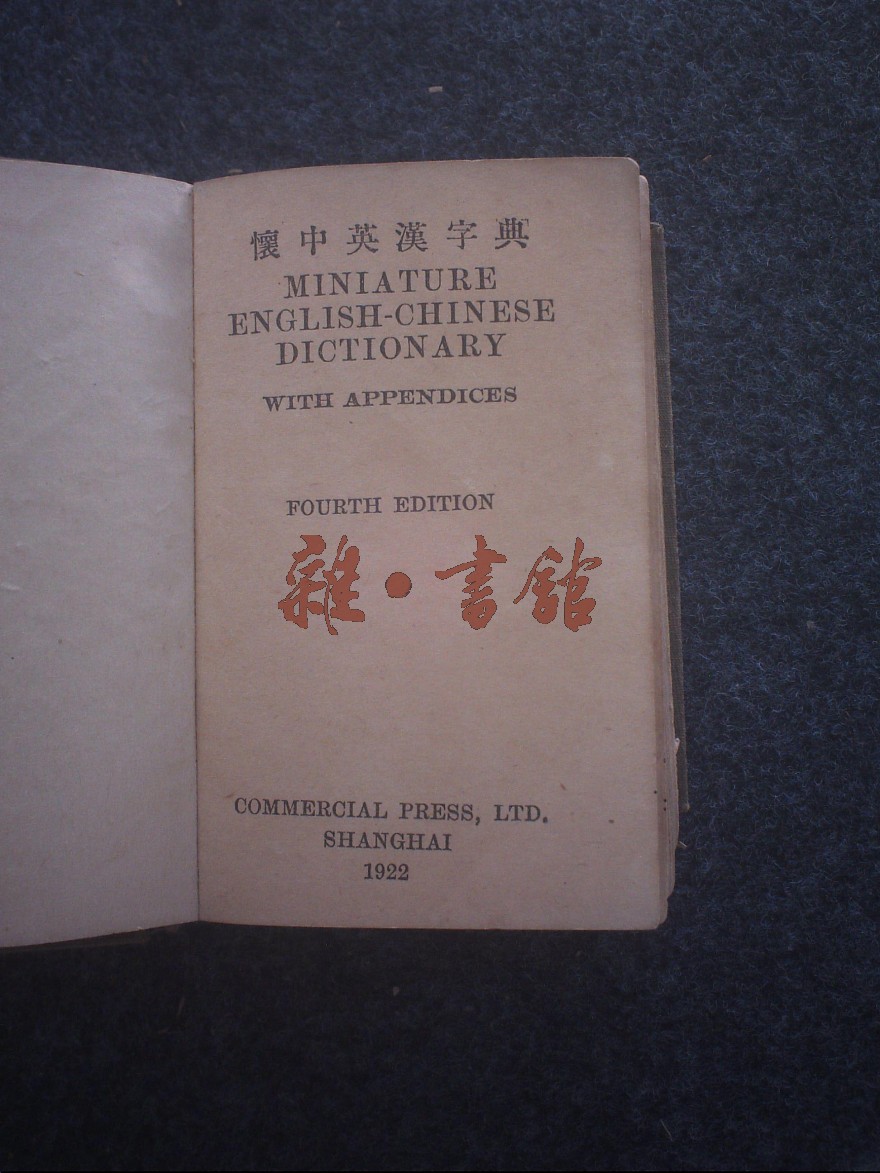 懷中英漢字典
MINIATURE
ENGLISH-CHINESE
DICTIONARY
WITH APPENDICES
FOURTH EDITION
雜·書館
COMMERCIAL PRESS, LTD.
SHANGHAI
1922